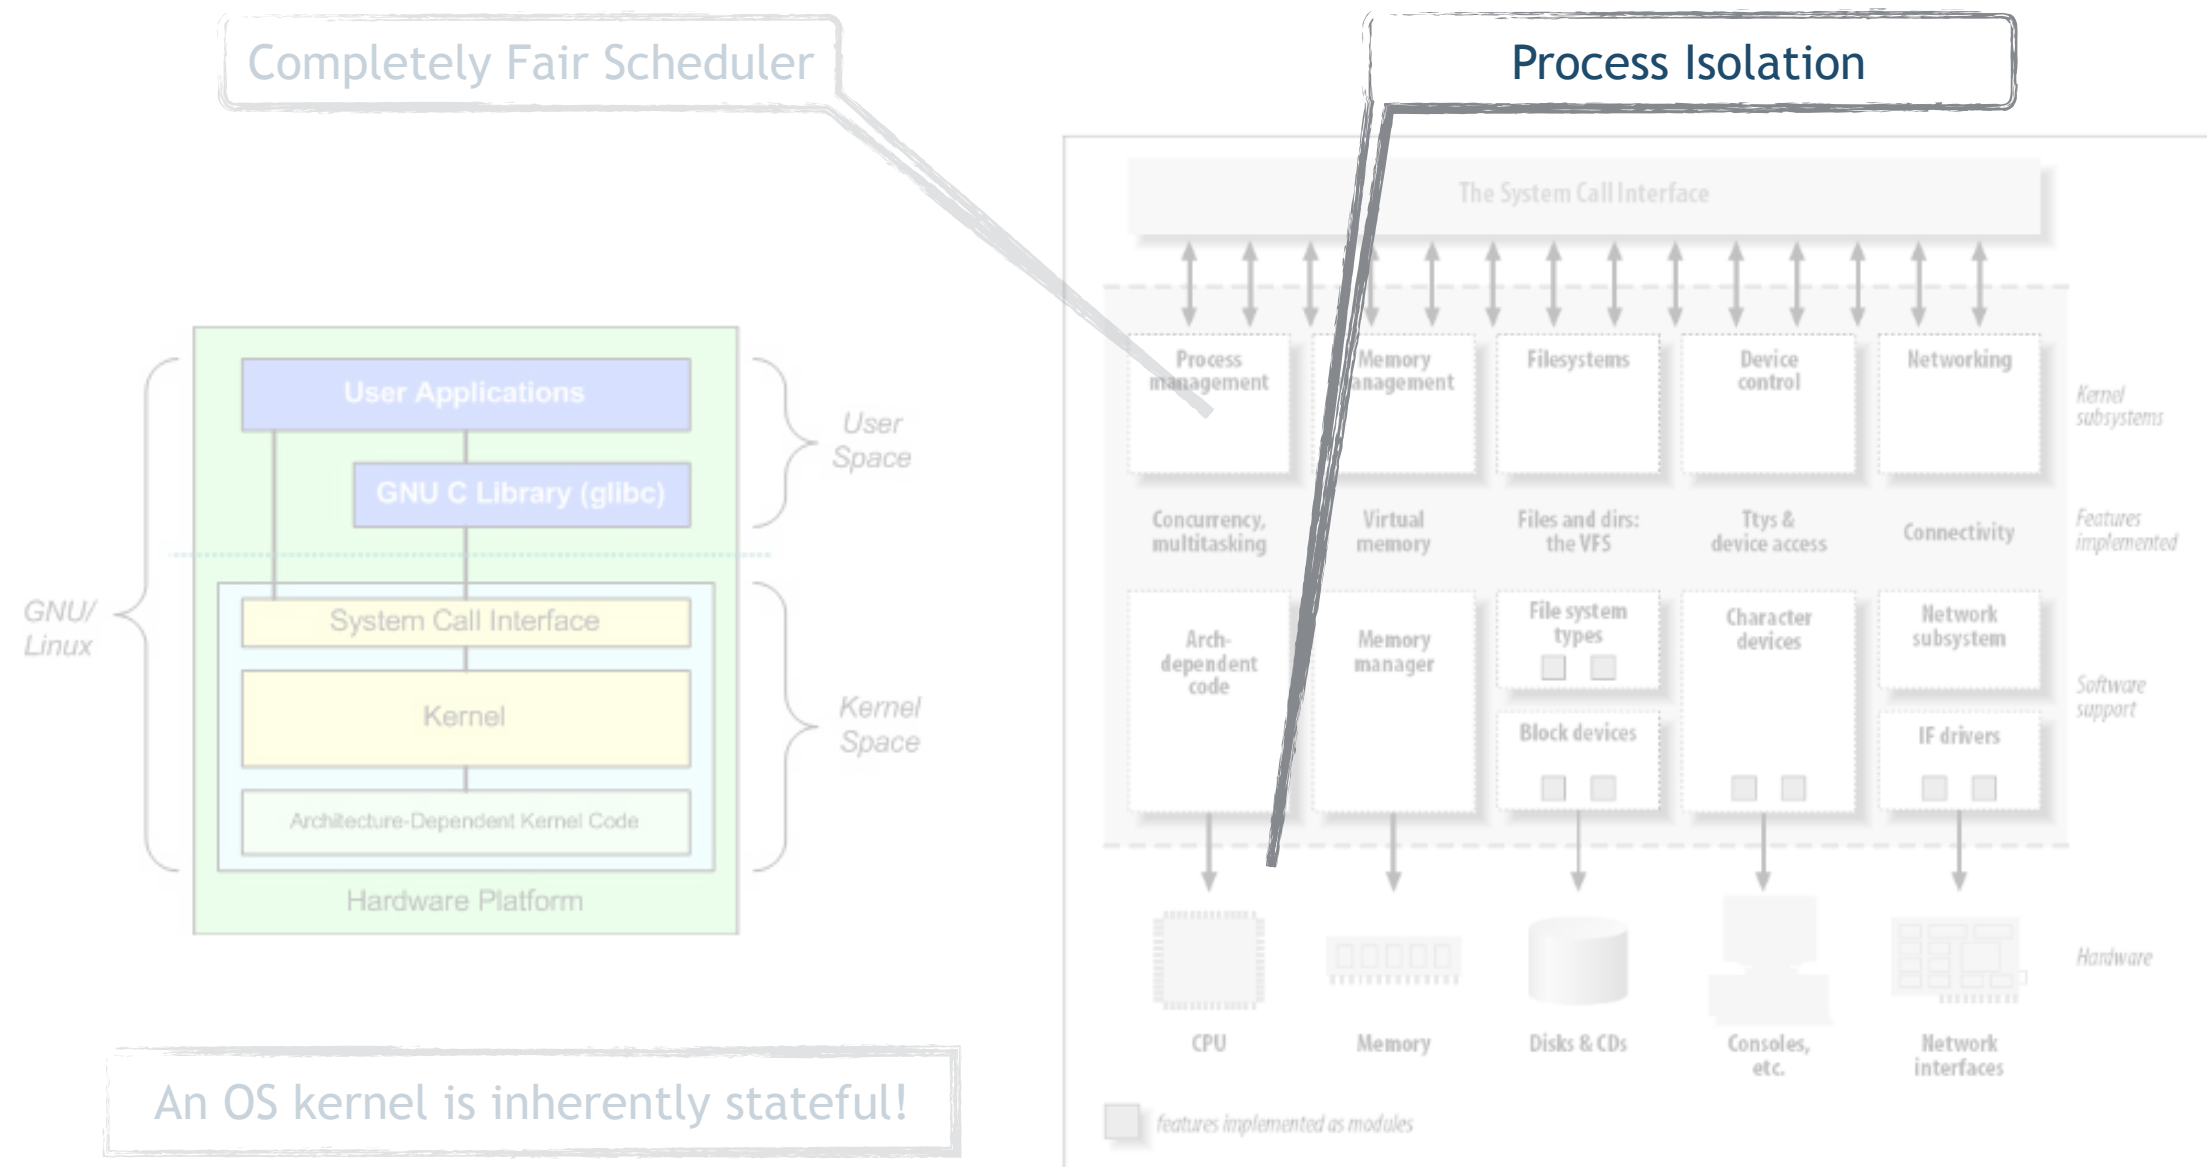 Completely Fair Scheduler
Process Isolation
User Applications
GNU C Library (glibc)
User
Space
GNU/
Linux
System Call Interface
Kernel
Architecture-Dependent Kernel Code
Kernel
Space
Hardware Platform
An OS kernel is inherently stateful!
The System Call Interface
Process
management
Memory
anagement
Filesystems
Device
control
Networking
Kernel
subsystems
Concurrency,
multitasking
Virtual
memory
Files and dirs:
the VFS
Ttys &
device access
Connectivity
Features
implemented
Arch-
dependent
code
Memory
manager
File system
types
Block devices
Character
devices
Network
subsystem
IF drivers
Software
support
CPU
Memory
Disks & CDs
Consoles,
etc.
Network
interfaces
Hardware
features implemented as modules